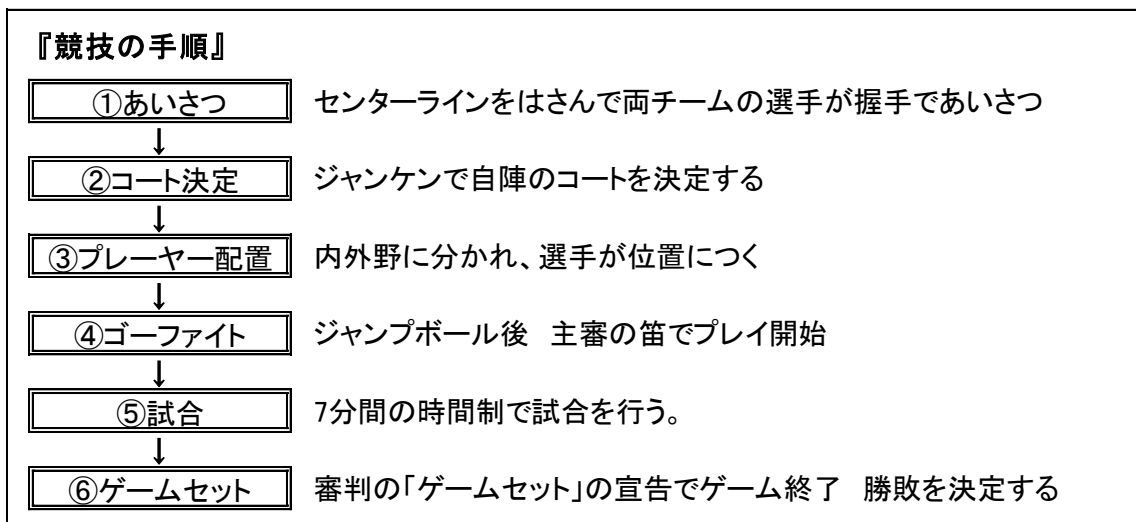 『競技の手順』
①あいさつ センターラインをはさんで両チームの選手が握手であいさつ
↓
②コート決定 ジャンケンで自陣のコートを決定する
↓
③プレーヤー配置 内外野に分かれ、選手が位置につく
↓
④ゴーファイト ジャンプボール後 主審の笛でプレイ開始
↓
⑤試合 7分間の時間制で試合を行う。
↓
⑥ゲームセット 審判の「ゲームセット」の宣告でゲーム終了 勝敗を決定する